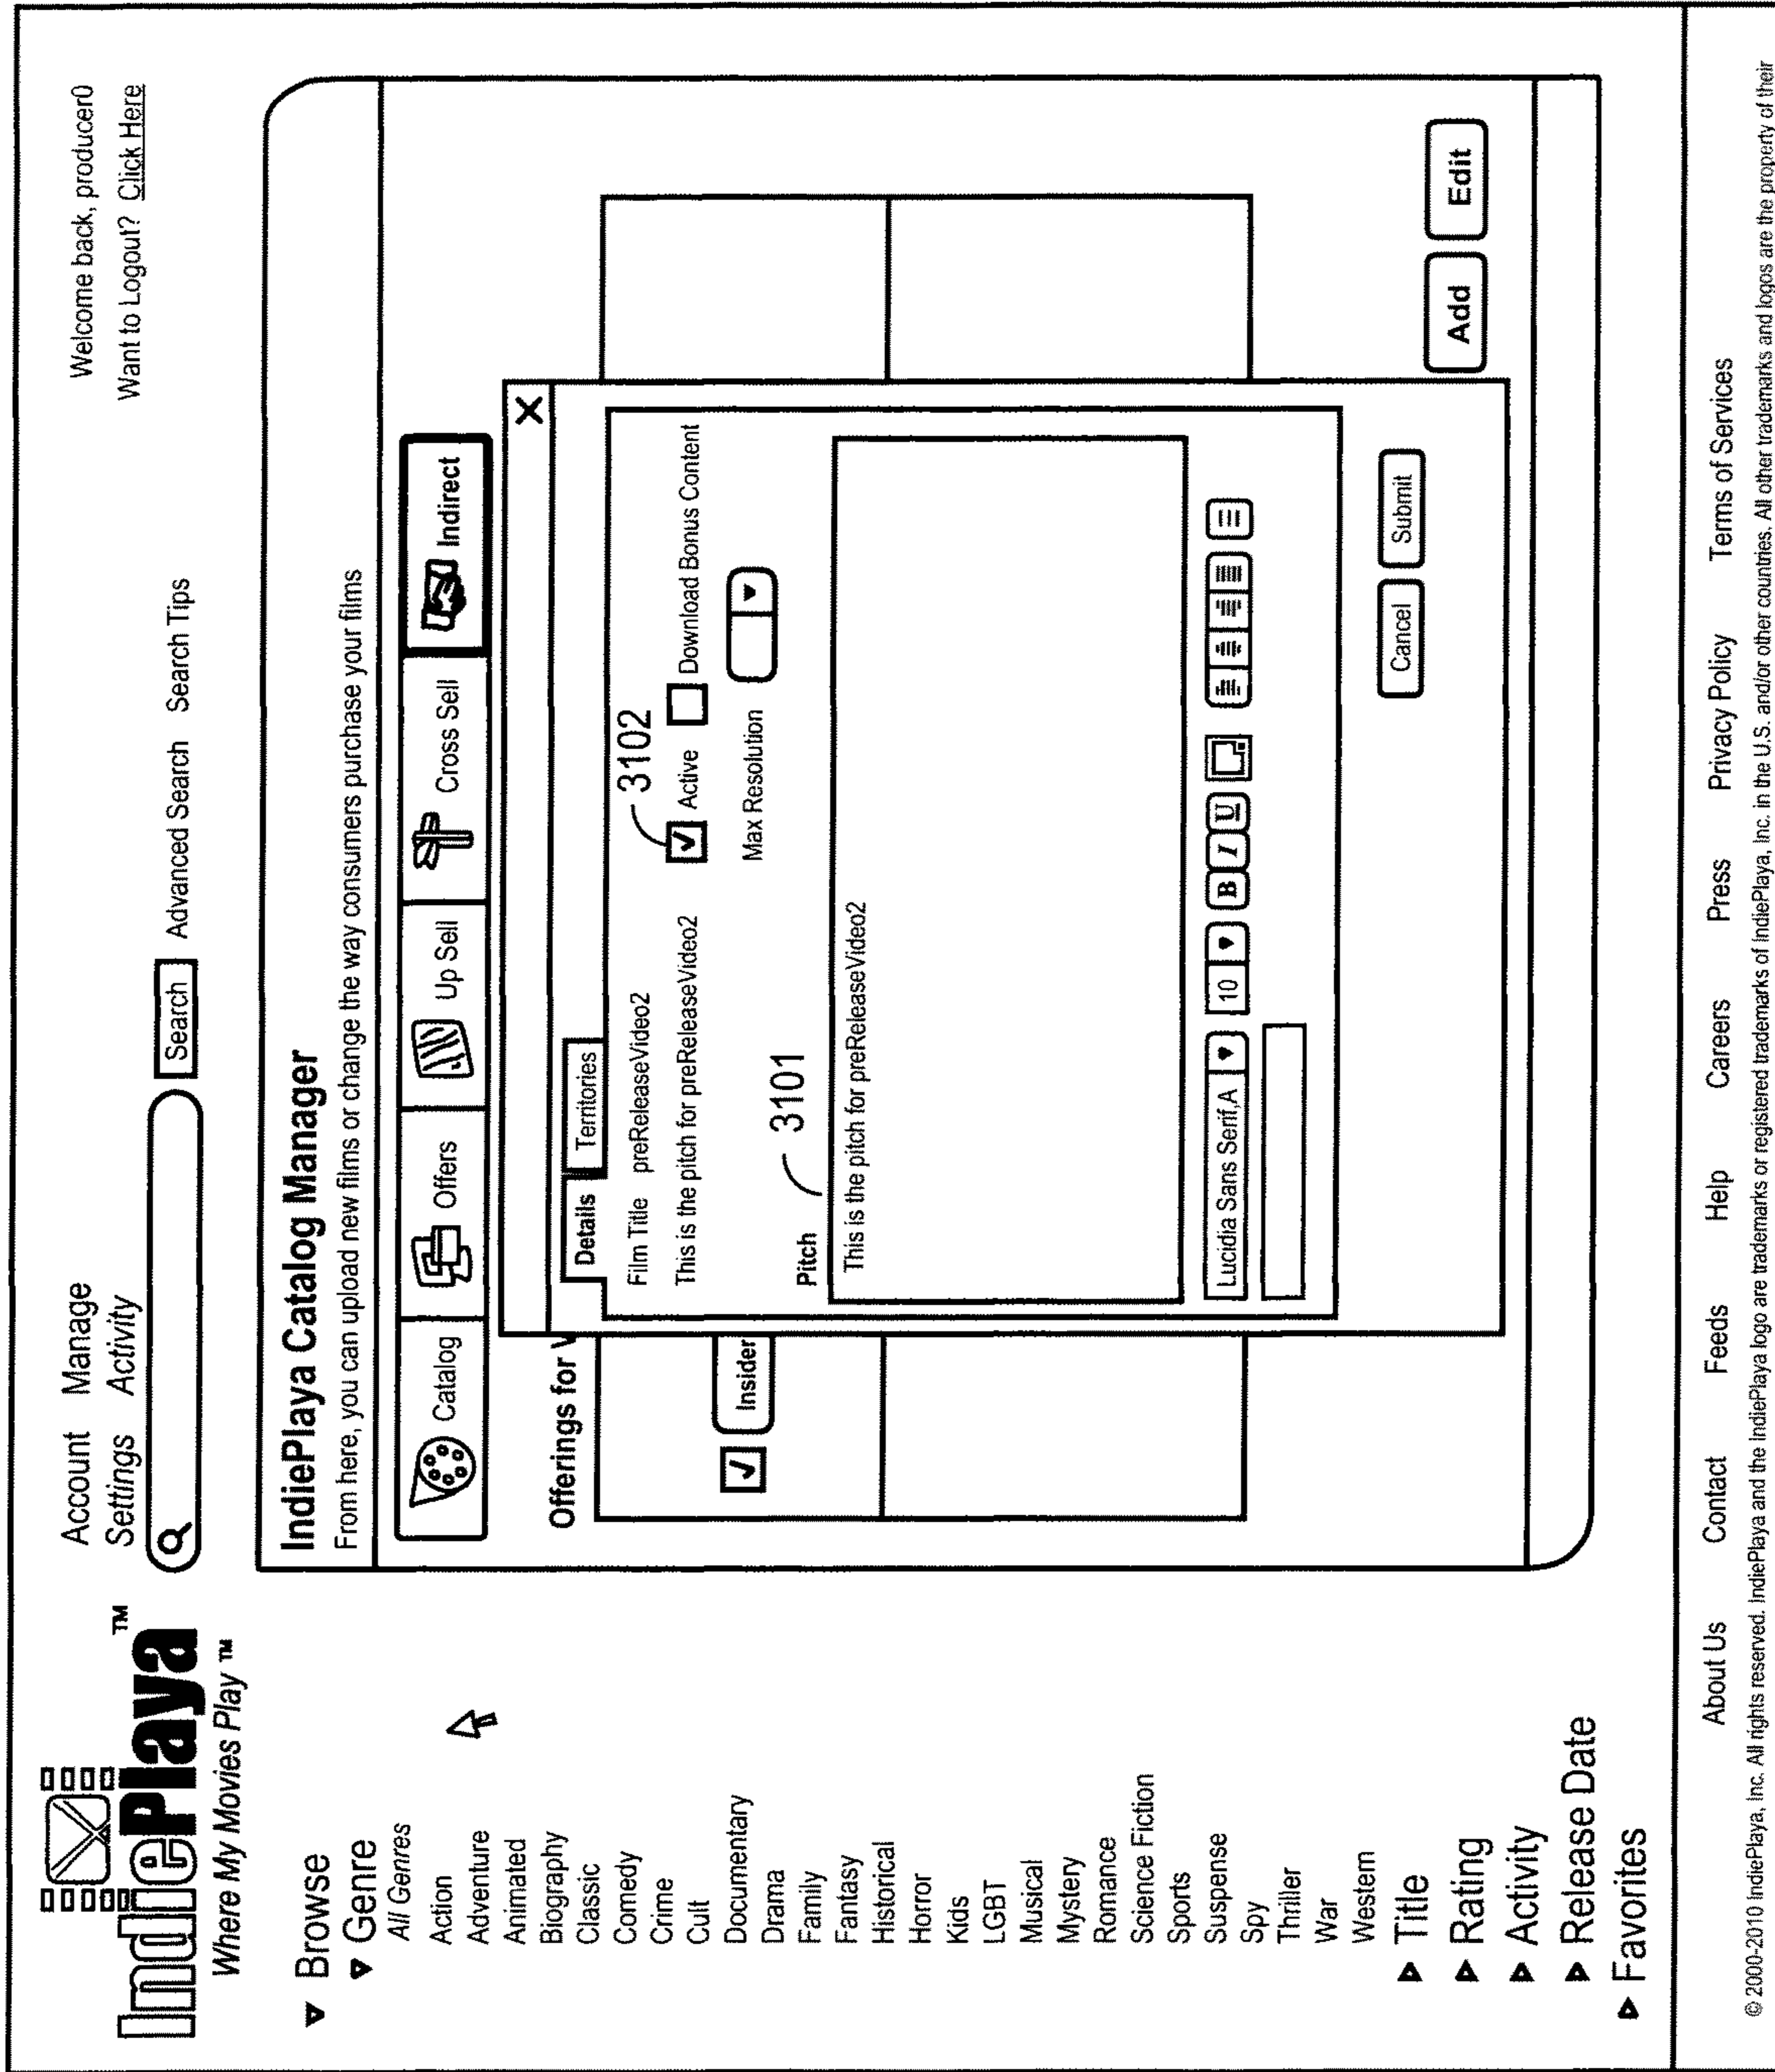 IndiePlaya™
Where My Movies Play ™
Account Manage
Settings Activity
Welcome back, producer0
Want to Logout? Click Here
Search Advanced Search Search Tips
Browse
Genre
All Genres
Action
Adventure
Animated
Biography
Classic
Comedy
Crime
Cult
Documentary
Drama
Family
Fantasy
Historical
Horror
Kids
LGBT
Musical
Mystery
Romance
Science Fiction
Sports
Suspense
Spy
Thriller
War
Western
Title
Rating
Activity
Release Date
Favorites
IndiePlaya Catalog Manager
From here, you can upload new films or change the way consumers purchase your films
Catalog Offers Up Sell Cross Sell Indirect
Offerings for
Insider
X
Details Territories
Film Title preReleaseVideo2
3102
This is the pitch for preReleaseVideo2
Active Download Bonus Content
Max Resolution
Pitch 3101
This is the pitch for preReleaseVideo2
Lucidia Sans Serif,A 10 B I U
Cancel Submit
Add Edit
About Us Contact Feeds Help Careers Press Privacy Policy Terms of Services
© 2000-2010 IndiePlaya, Inc. All rights reserved. IndiePlaya and the IndiePlaya logo are trademarks or registered trademarks of IndiePlaya, Inc. in the U.S. and/or other countries. All other trademarks and logos are the property of their